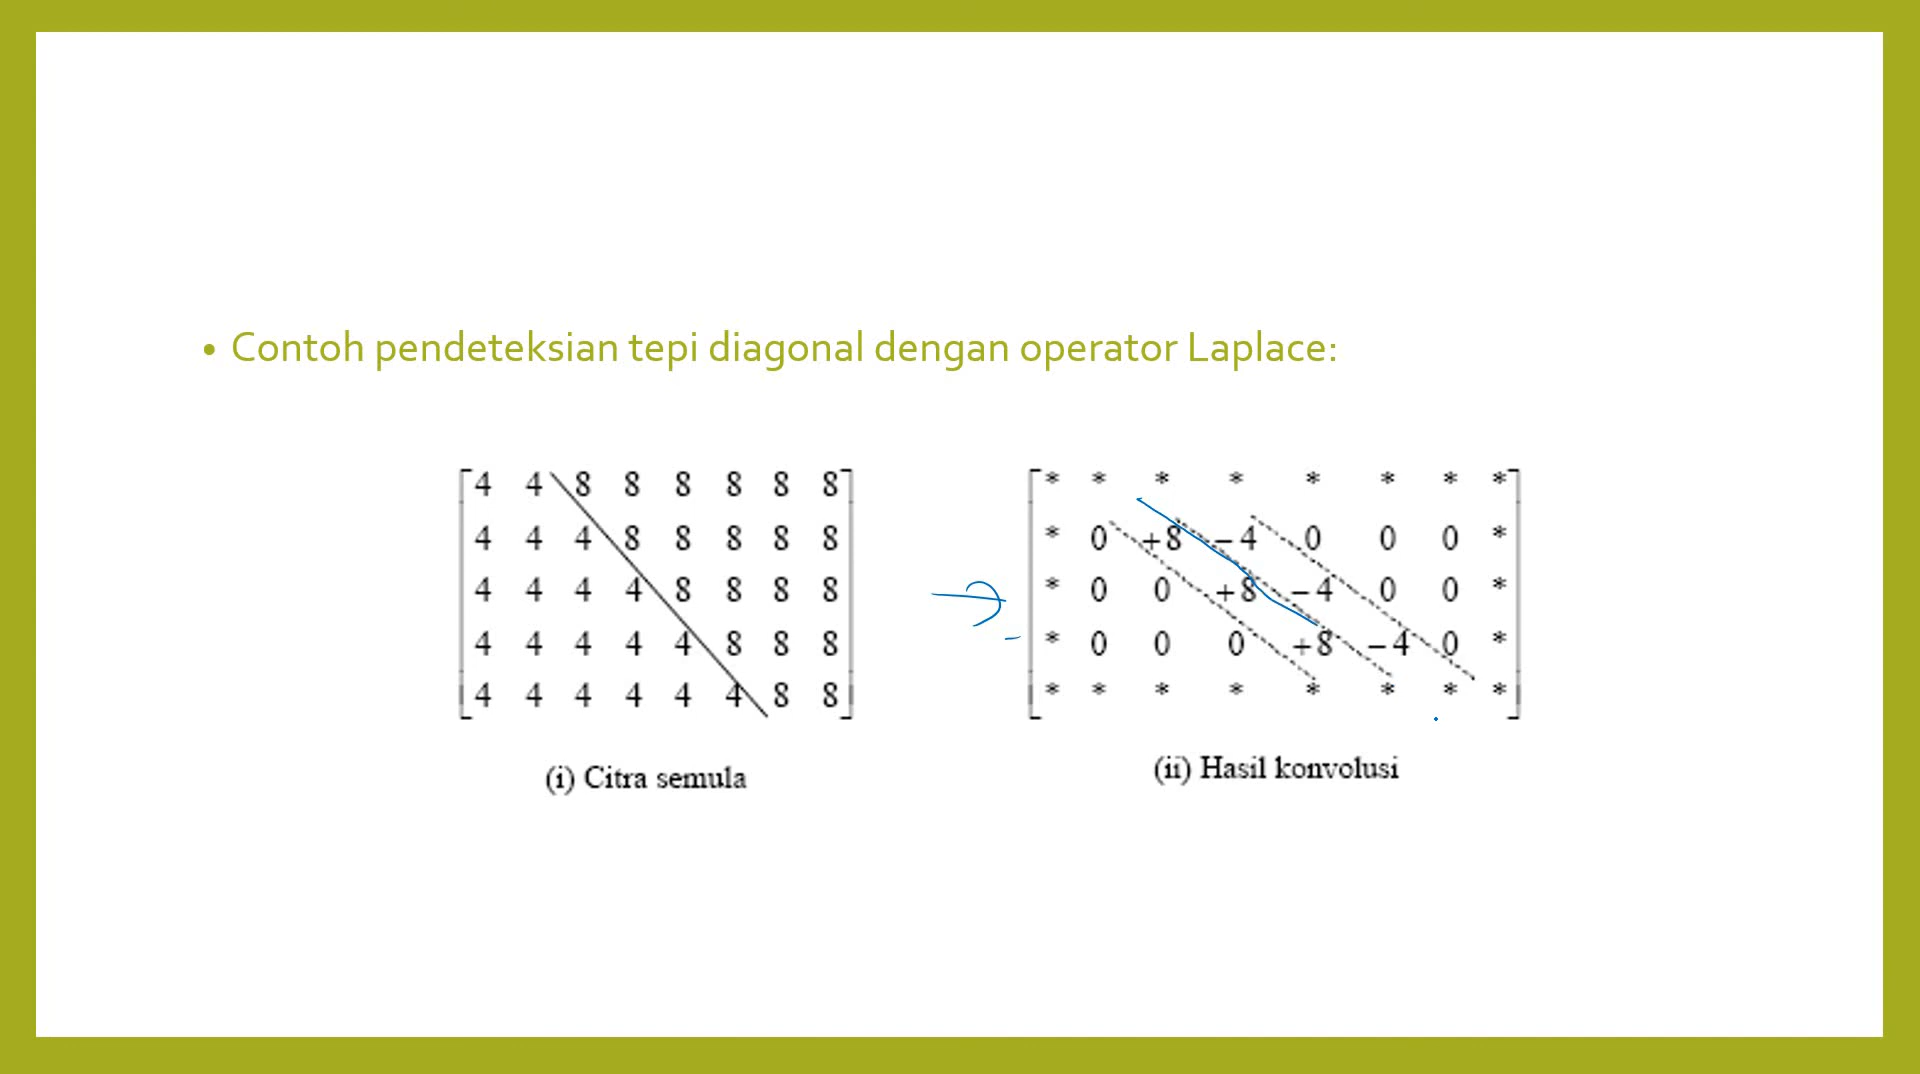 • Contoh pendeteksian tepi diagonal dengan operator Laplace:
4 4 8 8 8 8 8 8
4 4 4 8 8 8 8 8
4 4 4 4 8 8 8 8
4 4 4 4 4 8 8 8
4 4 4 4 4 4 8 8
(i) Citra semula
* * * * * * * *
* 0 +8 −4 0 0 0 *
* 0 0 +8 −4 0 0 *
* 0 0 0 +8 −4 0 *
* * * * * * * *
(ii) Hasil konvolusi